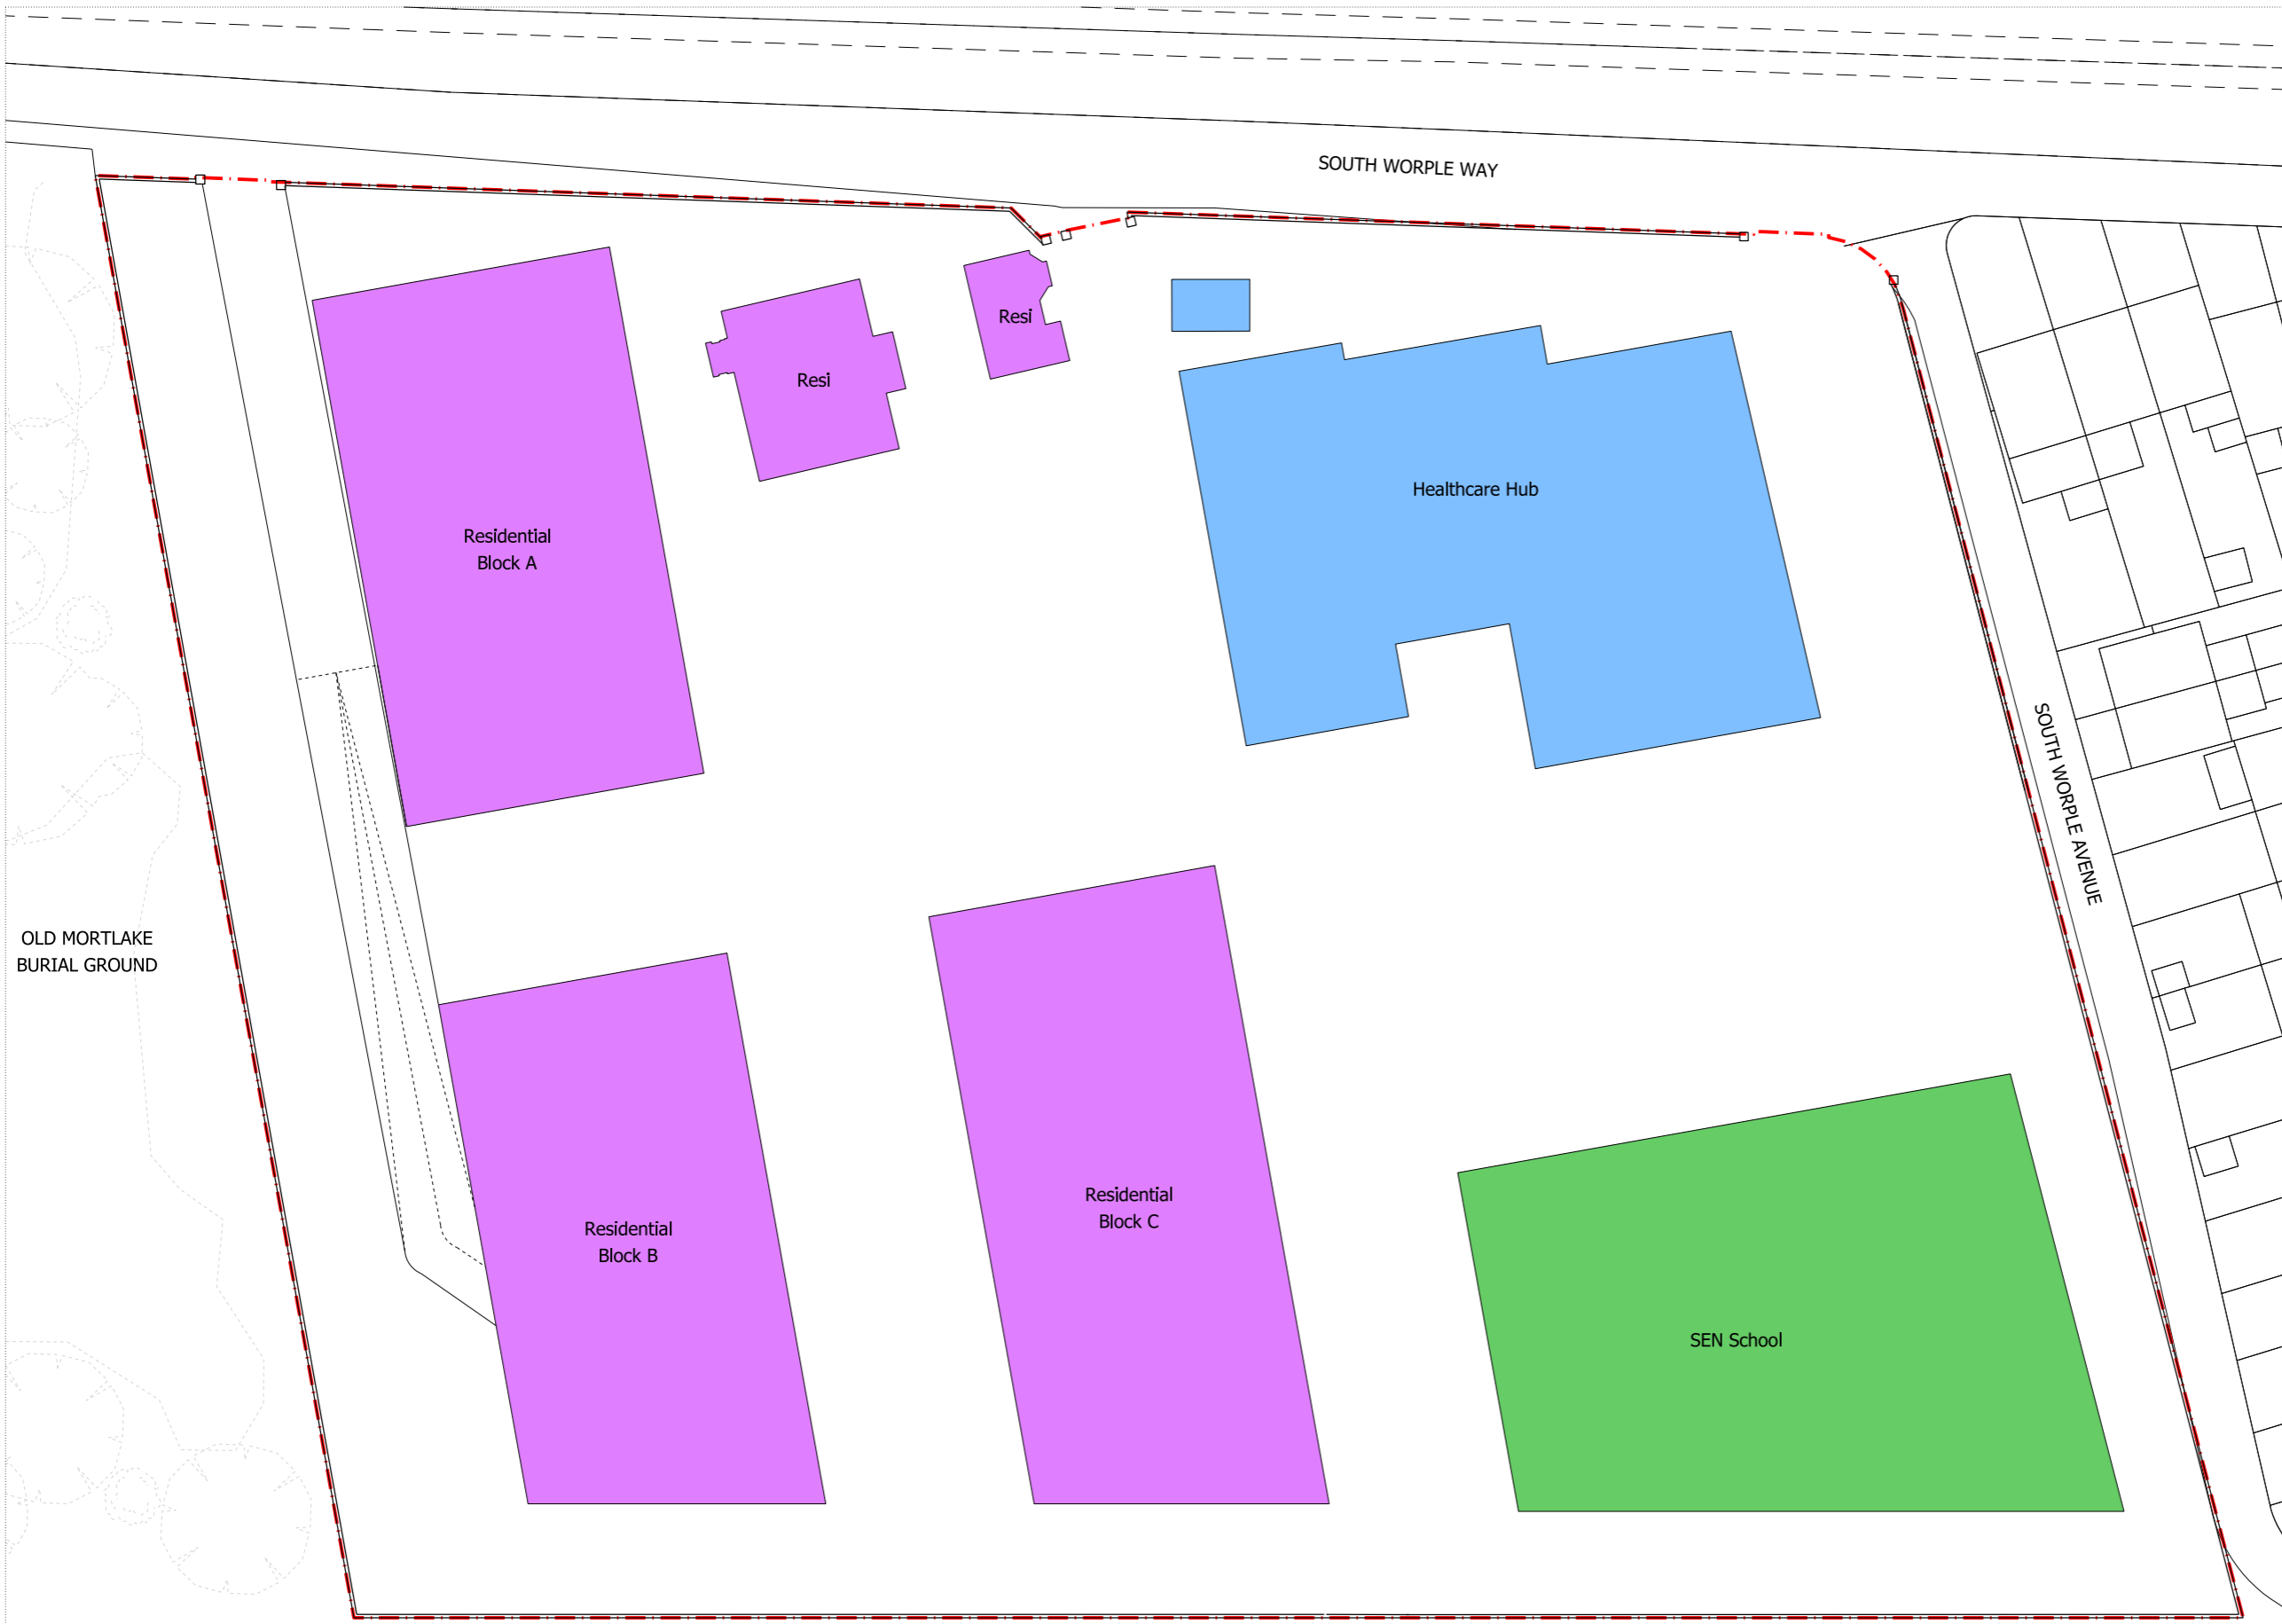 SOUTH WORPLE WAY
Resi
Resi
Healthcare Hub
Residential
Block A
SOUTH WORPLE AVENUE
OLD MORTLAKE
BURIAL GROUND
Residential
Block C
Residential
Block B
SEN School